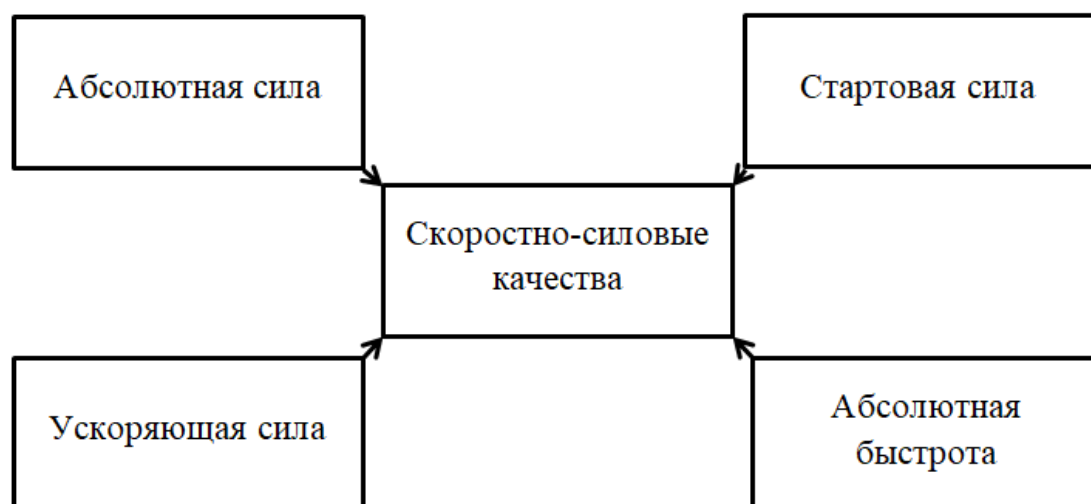 Абсолютная сила
Стартовая сила
Скоростно-силовые
качества
Ускоряющая сила
Абсолютная
быстрота